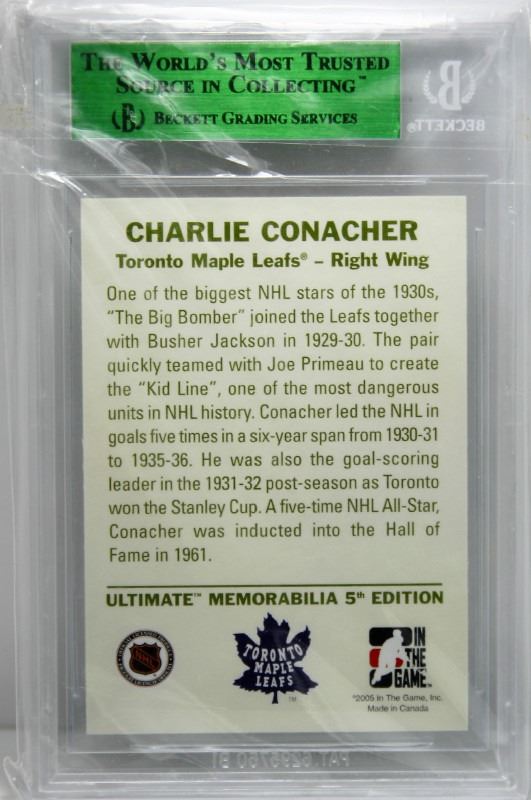 THE WORLD'S MOST TRUSTED
SOURCE IN COLLECTING™
B BECKETT GRADING SERVICES
B
BECKETT™
CHARLIE CONACHER
Toronto Maple Leafs® – Right Wing
One of the biggest NHL stars of the 1930s,
"The Big Bomber" joined the Leafs together
with Busher Jackson in 1929-30. The pair
quickly teamed with Joe Primeau to create
the "Kid Line", one of the most dangerous
units in NHL history. Conacher led the NHL in
goals five times in a six-year span from 1930-31
to 1935-36. He was also the goal-scoring
leader in the 1931-32 post-season as Toronto
won the Stanley Cup. A five-time NHL All-Star,
Conacher was inducted into the Hall of
Fame in 1961.
ULTIMATE™ MEMORABILIA 5th EDITION
NHL
TORONTO
MAPLE
LEAFS
™
IN
THE
GAME
©2005 In The Game, Inc.
Made in Canada